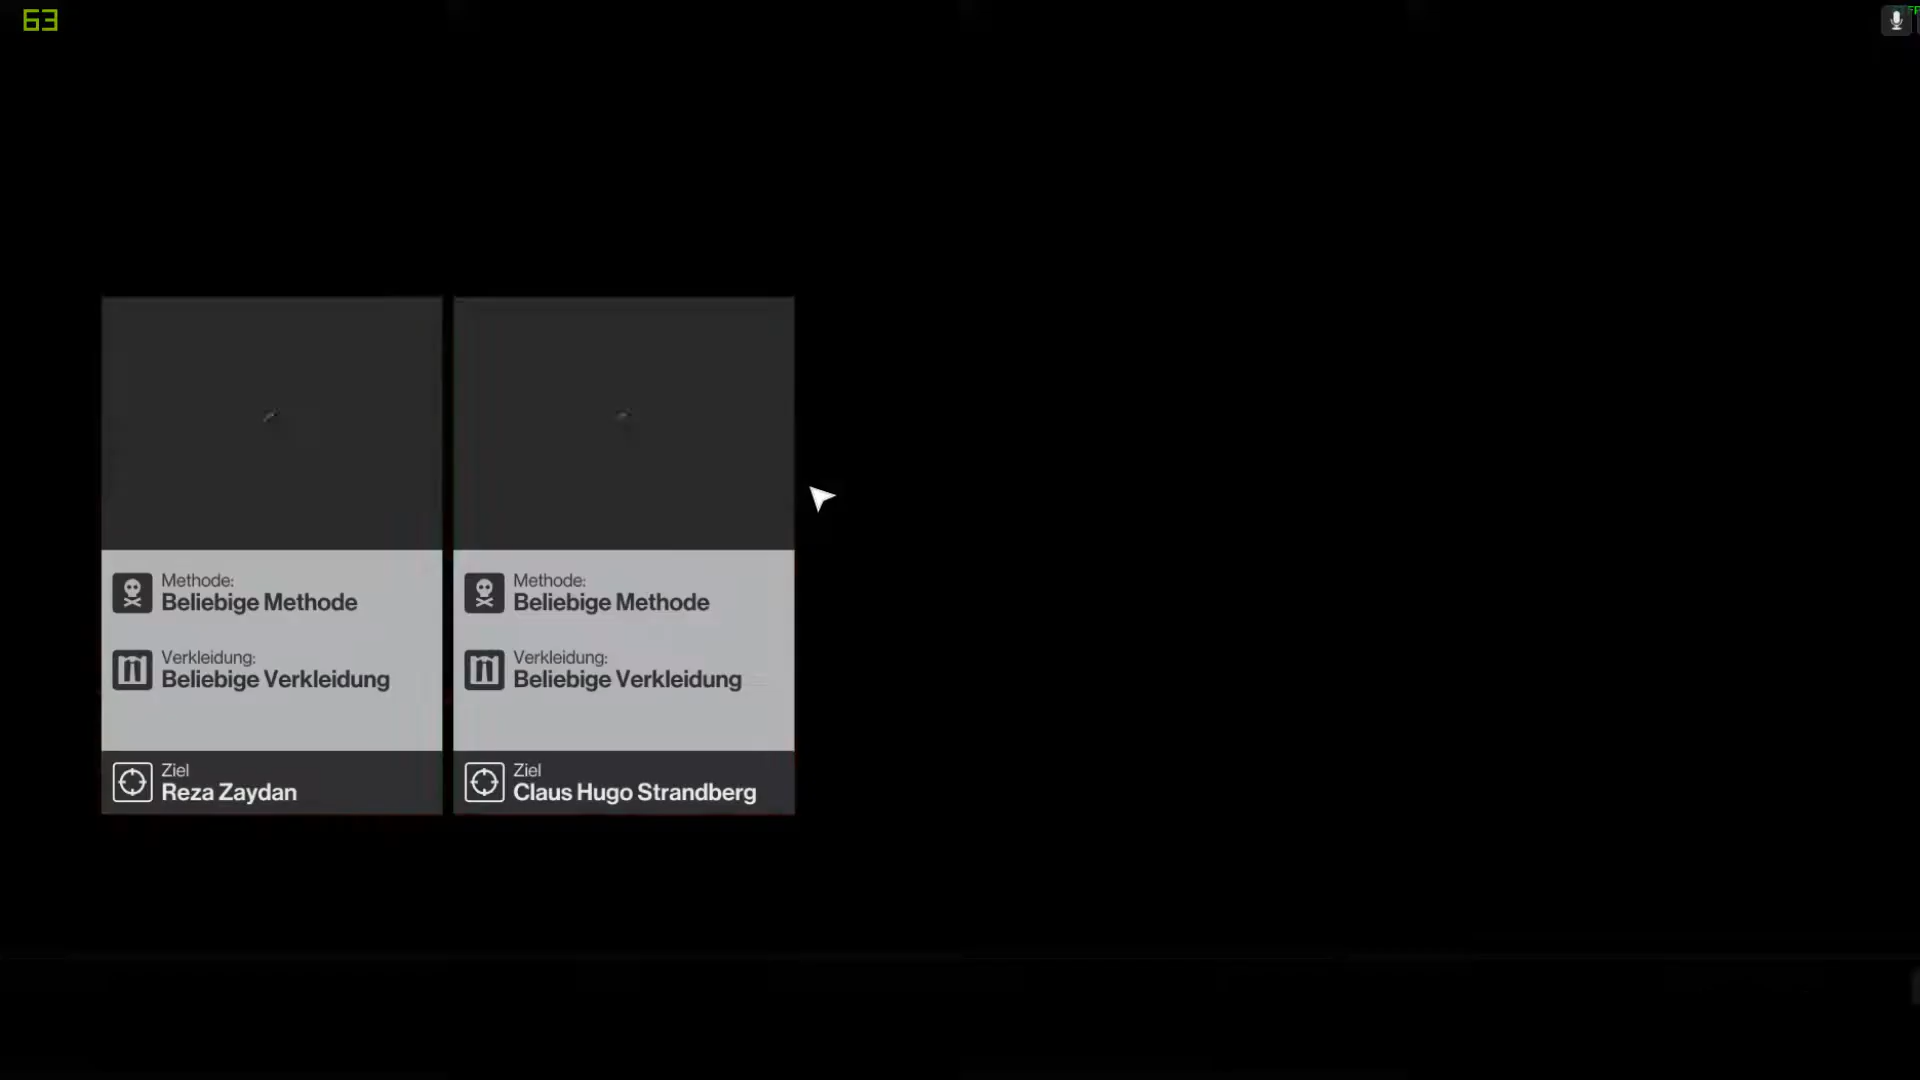 63
Methode:
Beliebige Methode
Verkleidung:
Beliebige Verkleidung
Ziel
Reza Zaydan
Methode:
Beliebige Methode
Verkleidung:
Beliebige Verkleidung
Ziel
Claus Hugo Strandberg